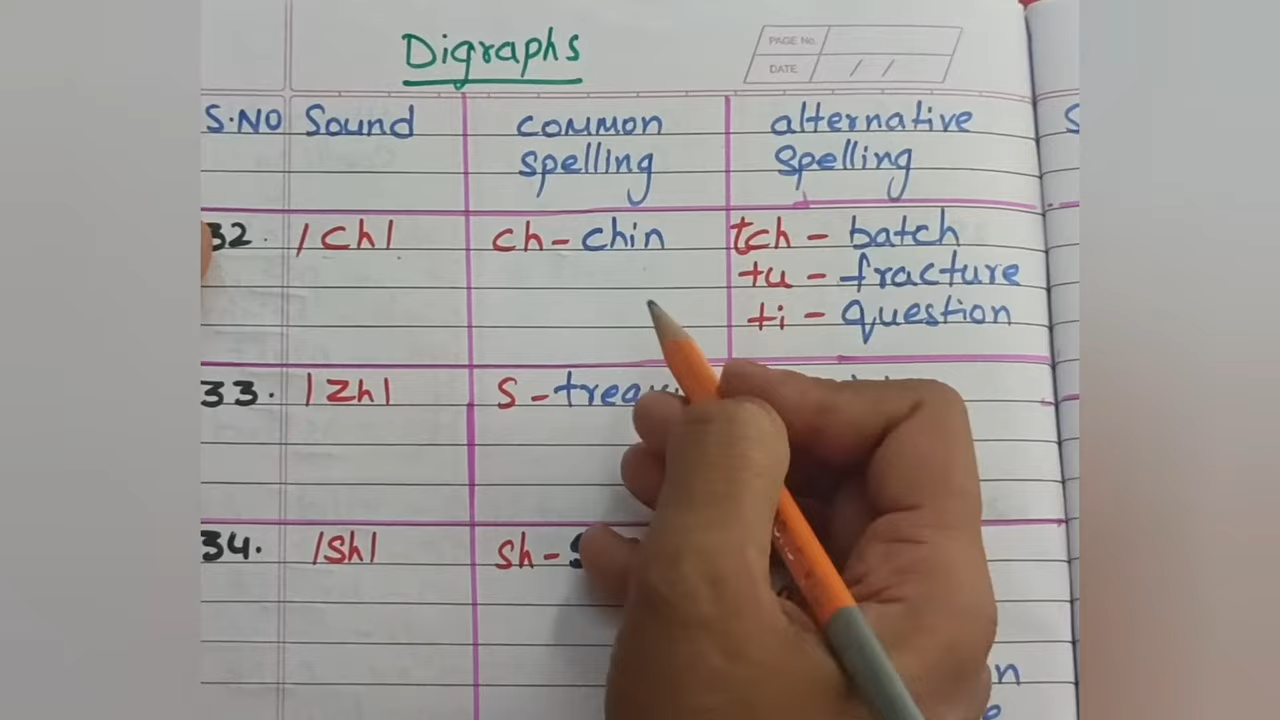 Digraphs
PAGE No.
DATE / /
S.NO Sound common spelling alternative spelling
32. /ch/ ch - chin tch - batch
tu - fracture
ti - question
33. /zh/ s -
34. /sh/ sh -